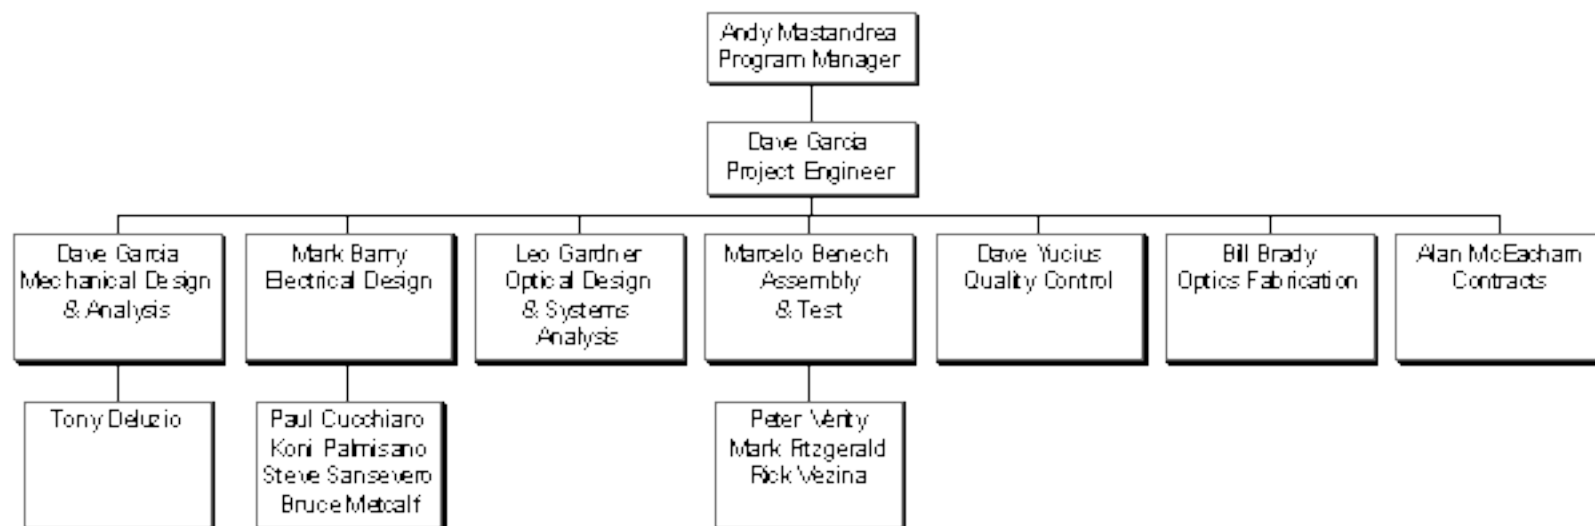 Andy Mastandrea
Program Manager
Dave Garcia
Project Engineer
Dave Garcia
Mechanical Design
& Analysis
Mark Barry
Electrical Design
Leo Gardner
Optical Design
& Systems
Analysis
Marcelo Benech
Assembly
& Test
Dave Yucius
Quality Control
Bill Brady
Optics Fabrication
Alan McEacham
Contracts
Tony Deluzio
Paul Cucchiaro
Koni Palmisano
Steve Sansevero
Bruce Metcalf
Peter Verity
Mark Fitzgerald
Rick Vezina